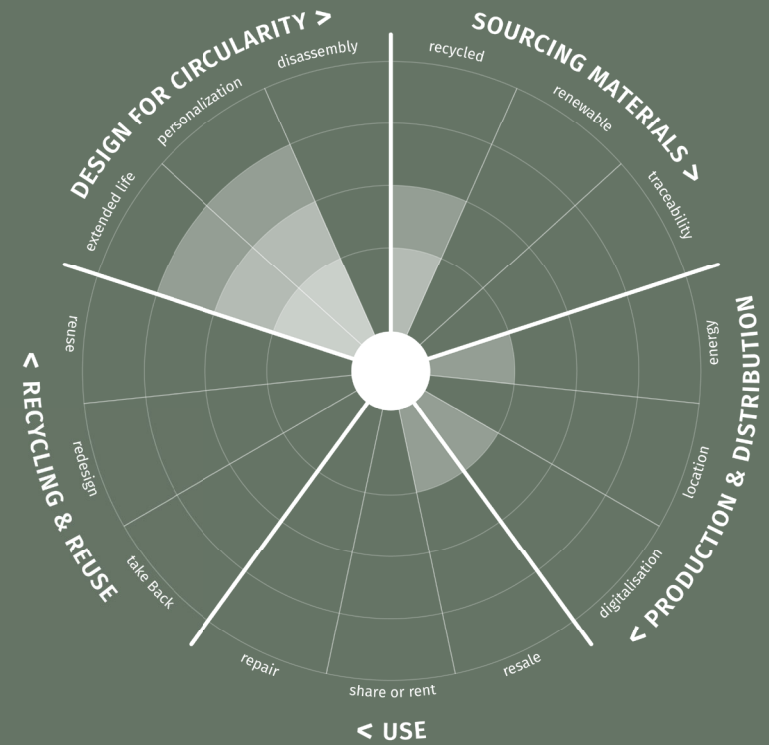 DESIGN FOR CIRCULARITY >
extended life
personalization
disassembly
SOURCING MATERIALS >
recycled
renewable
traceability
< PRODUCTION & DISTRIBUTION
energy
location
digitalisation
< USE
resale
share or rent
repair
< RECYCLING & REUSE
take Back
redesign
reuse